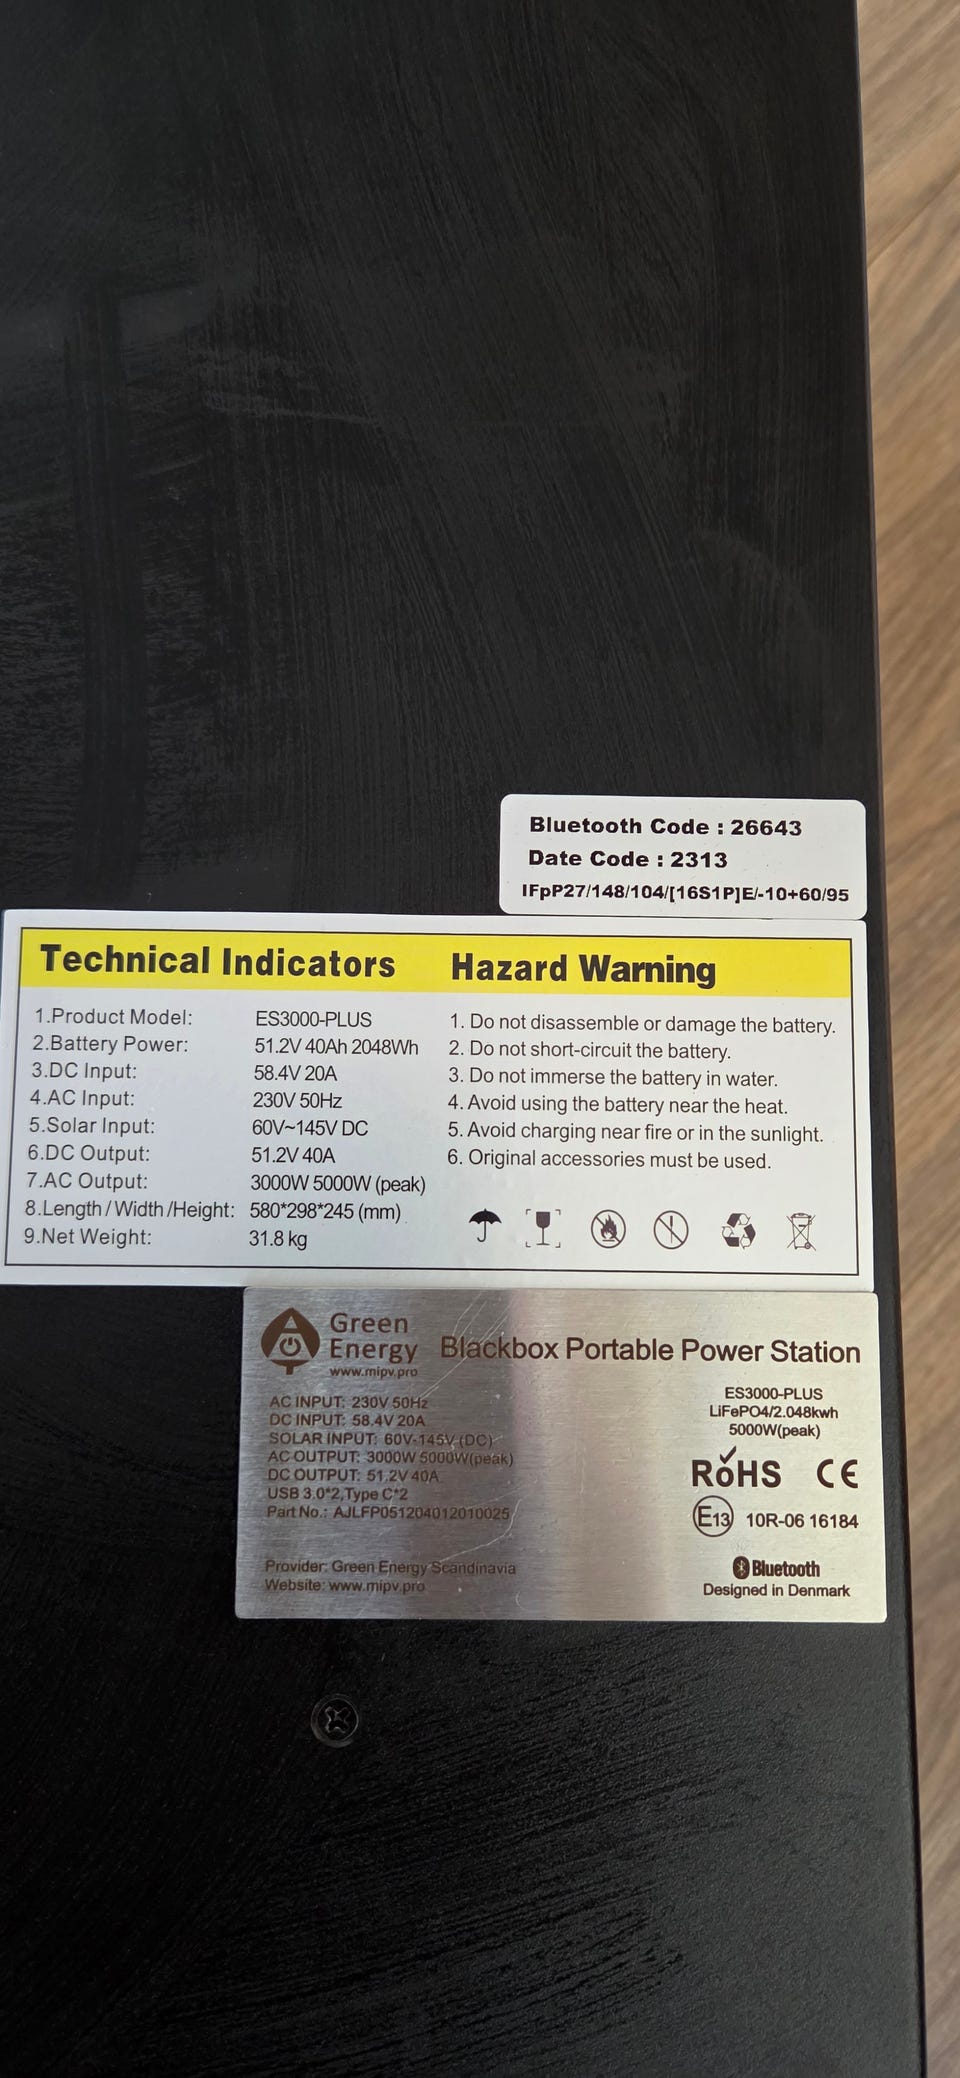 Bluetooth Code : 26643
Date Code : 2313
IFpP27/148/104/[16S1P]E/-10+60/95
Technical Indicators
1.Product Model: ES3000-PLUS
2.Battery Power: 51.2V 40Ah 2048Wh
3.DC Input: 58.4V 20A
4.AC Input: 230V 50Hz
5.Solar Input: 60V~145V DC
6.DC Output: 51.2V 40A
7.AC Output: 3000W 5000W (peak)
8.Length / Width /Height: 580*298*245 (mm)
9.Net Weight: 31.8 kg
Hazard Warning
1. Do not disassemble or damage the battery.
2. Do not short-circuit the battery.
3. Do not immerse the battery in water.
4. Avoid using the battery near the heat.
5. Avoid charging near fire or in the sunlight.
6. Original accessories must be used.
Green
Energy
www.mipv.pro
Blackbox Portable Power Station
AC INPUT: 230V 50Hz
DC INPUT: 58.4V 20A
SOLAR INPUT: 60V-145V (DC)
AC OUTPUT: 3000W 5000W(peak)
DC OUTPUT: 51.2V 40A
USB 3.0*2,Type C*2
Part No.: AJLFP051204012010025
Provider: Green Energy Scandinavia
Website: www.mipv.pro
ES3000-PLUS
LiFePO4/2.048kwh
5000W(peak)
RoHS CE
E13 10R-06 16184
Bluetooth
Designed in Denmark